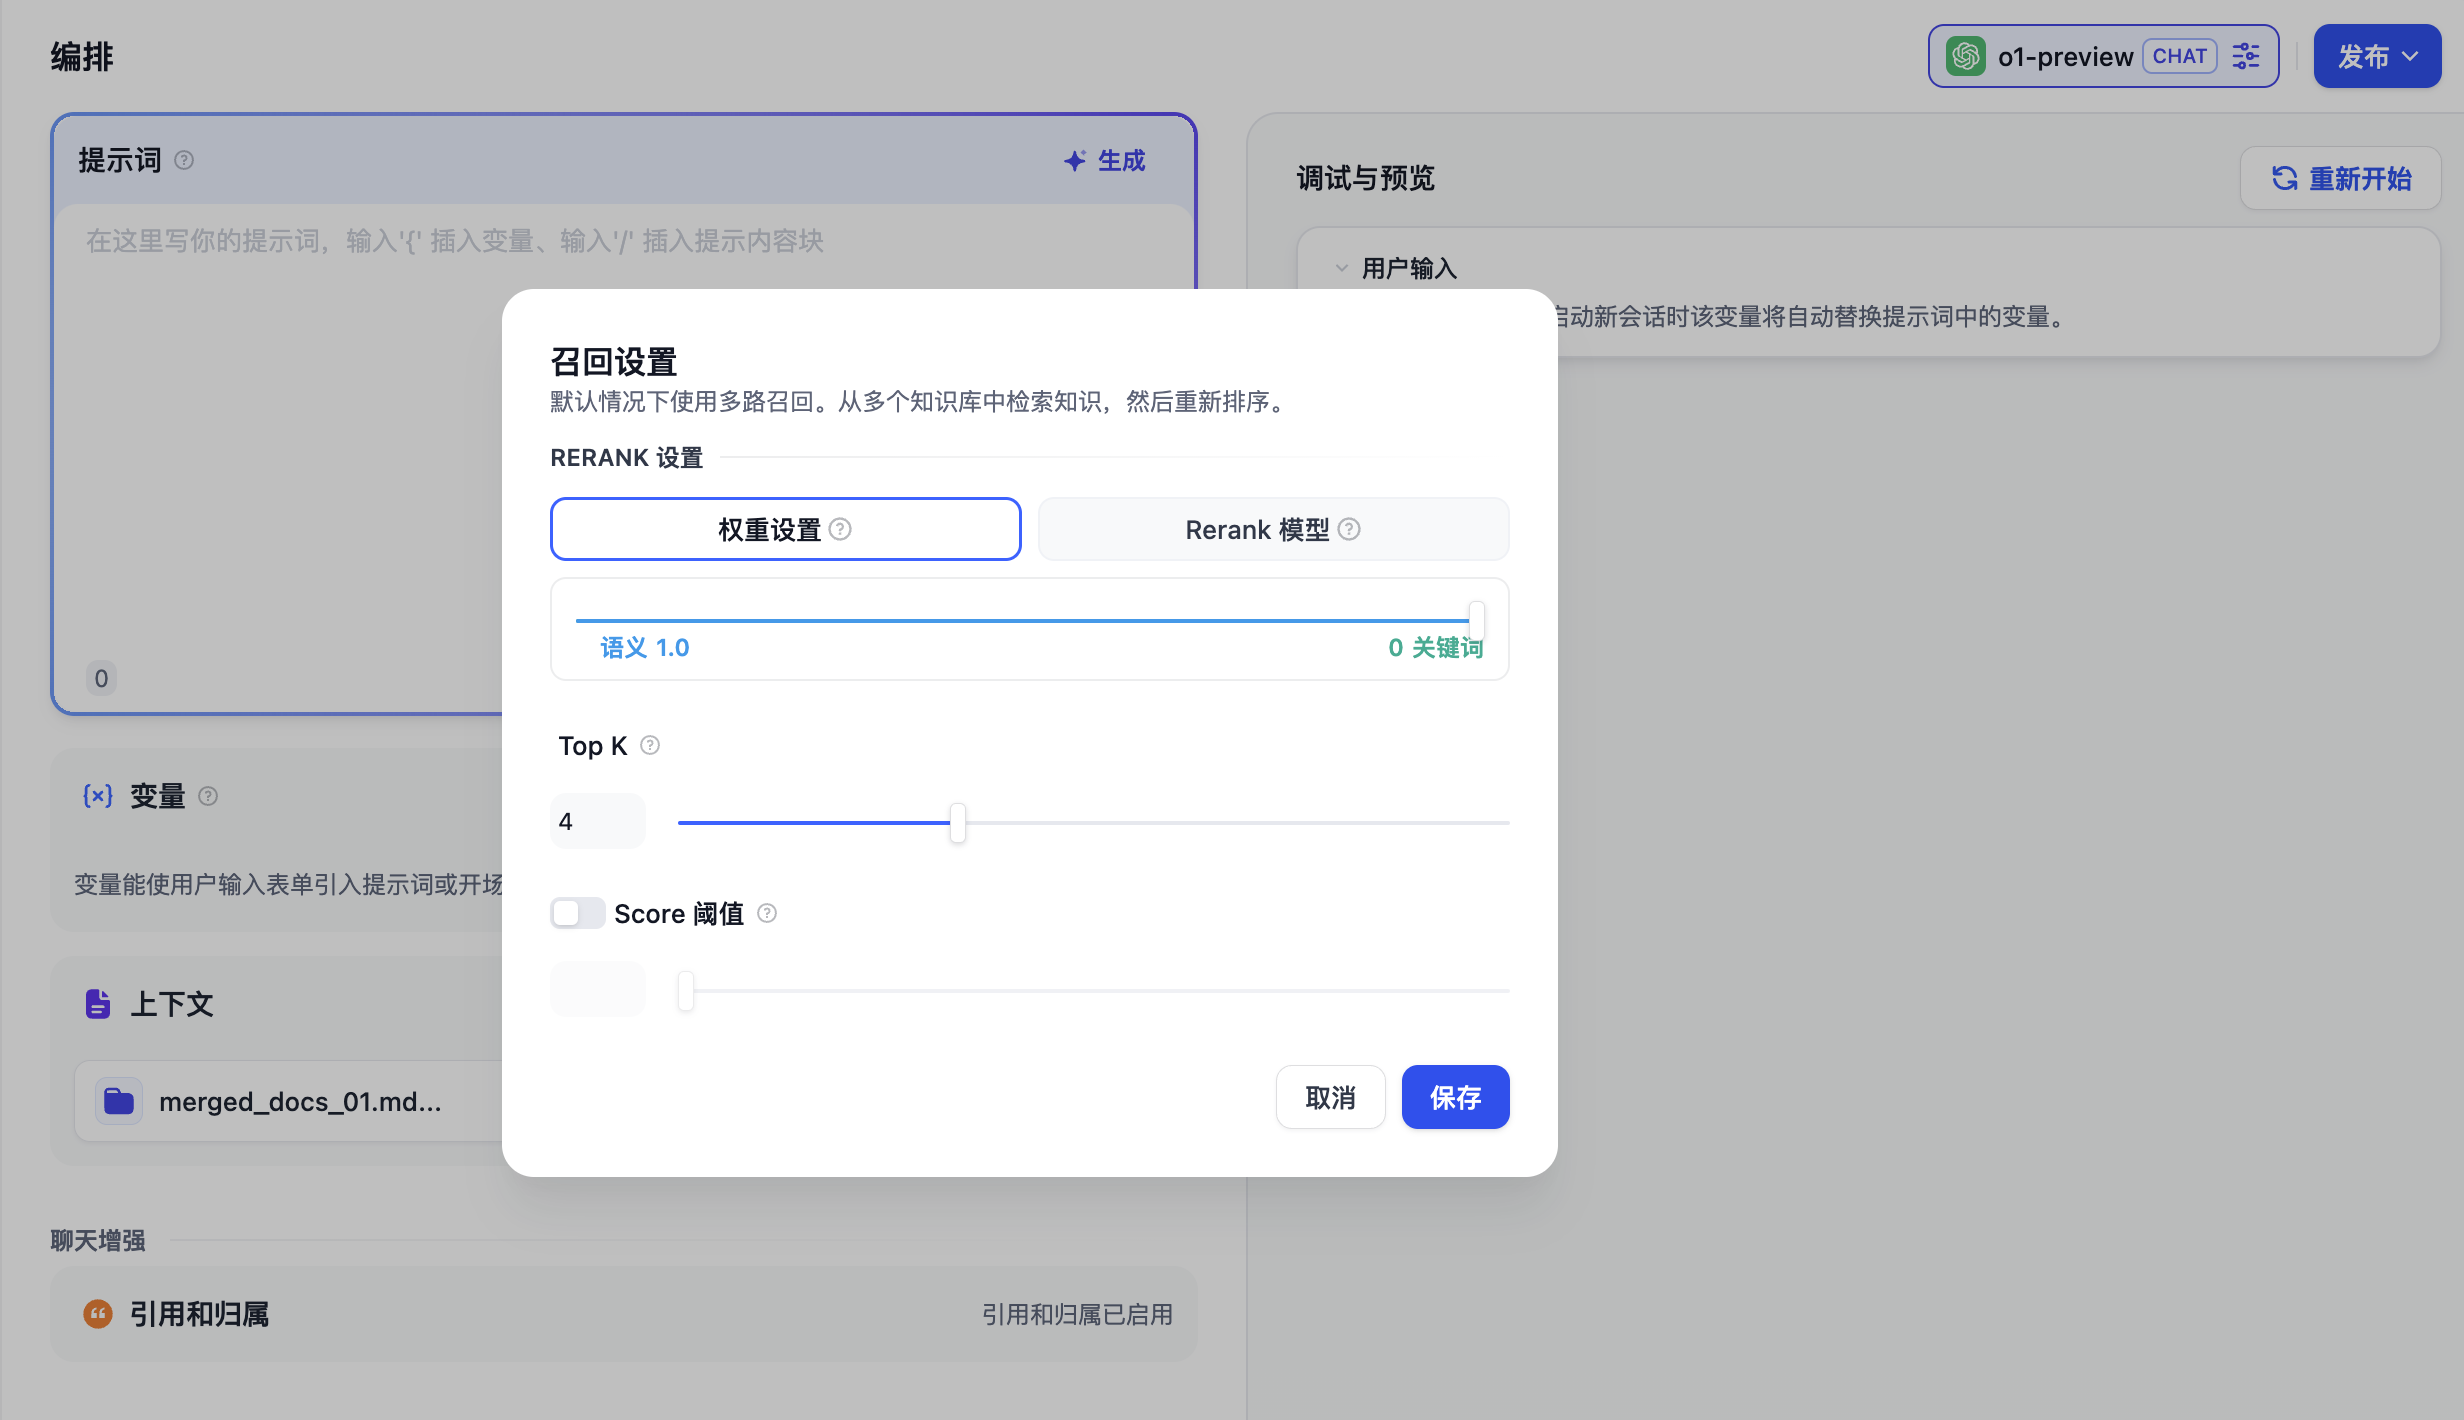 编排
o1-preview CHAT
发布
提示词
生成
在这里写你的提示词，输入'{' 插入变量、输入'/' 插入提示内容块
0
调试与预览
重新开始
用户输入
启动新会话时该变量将自动替换提示词中的变量。
召回设置
默认情况下使用多路召回。从多个知识库中检索知识，然后重新排序。
RERANK 设置
权重设置
Rerank 模型
语义 1.0
0 关键词
Top K
4
Score 阈值
取消
保存
变量
变量能使用户输入表单引入提示词或开场
上下文
merged_docs_01.md...
聊天增强
引用和归属
引用和归属已启用